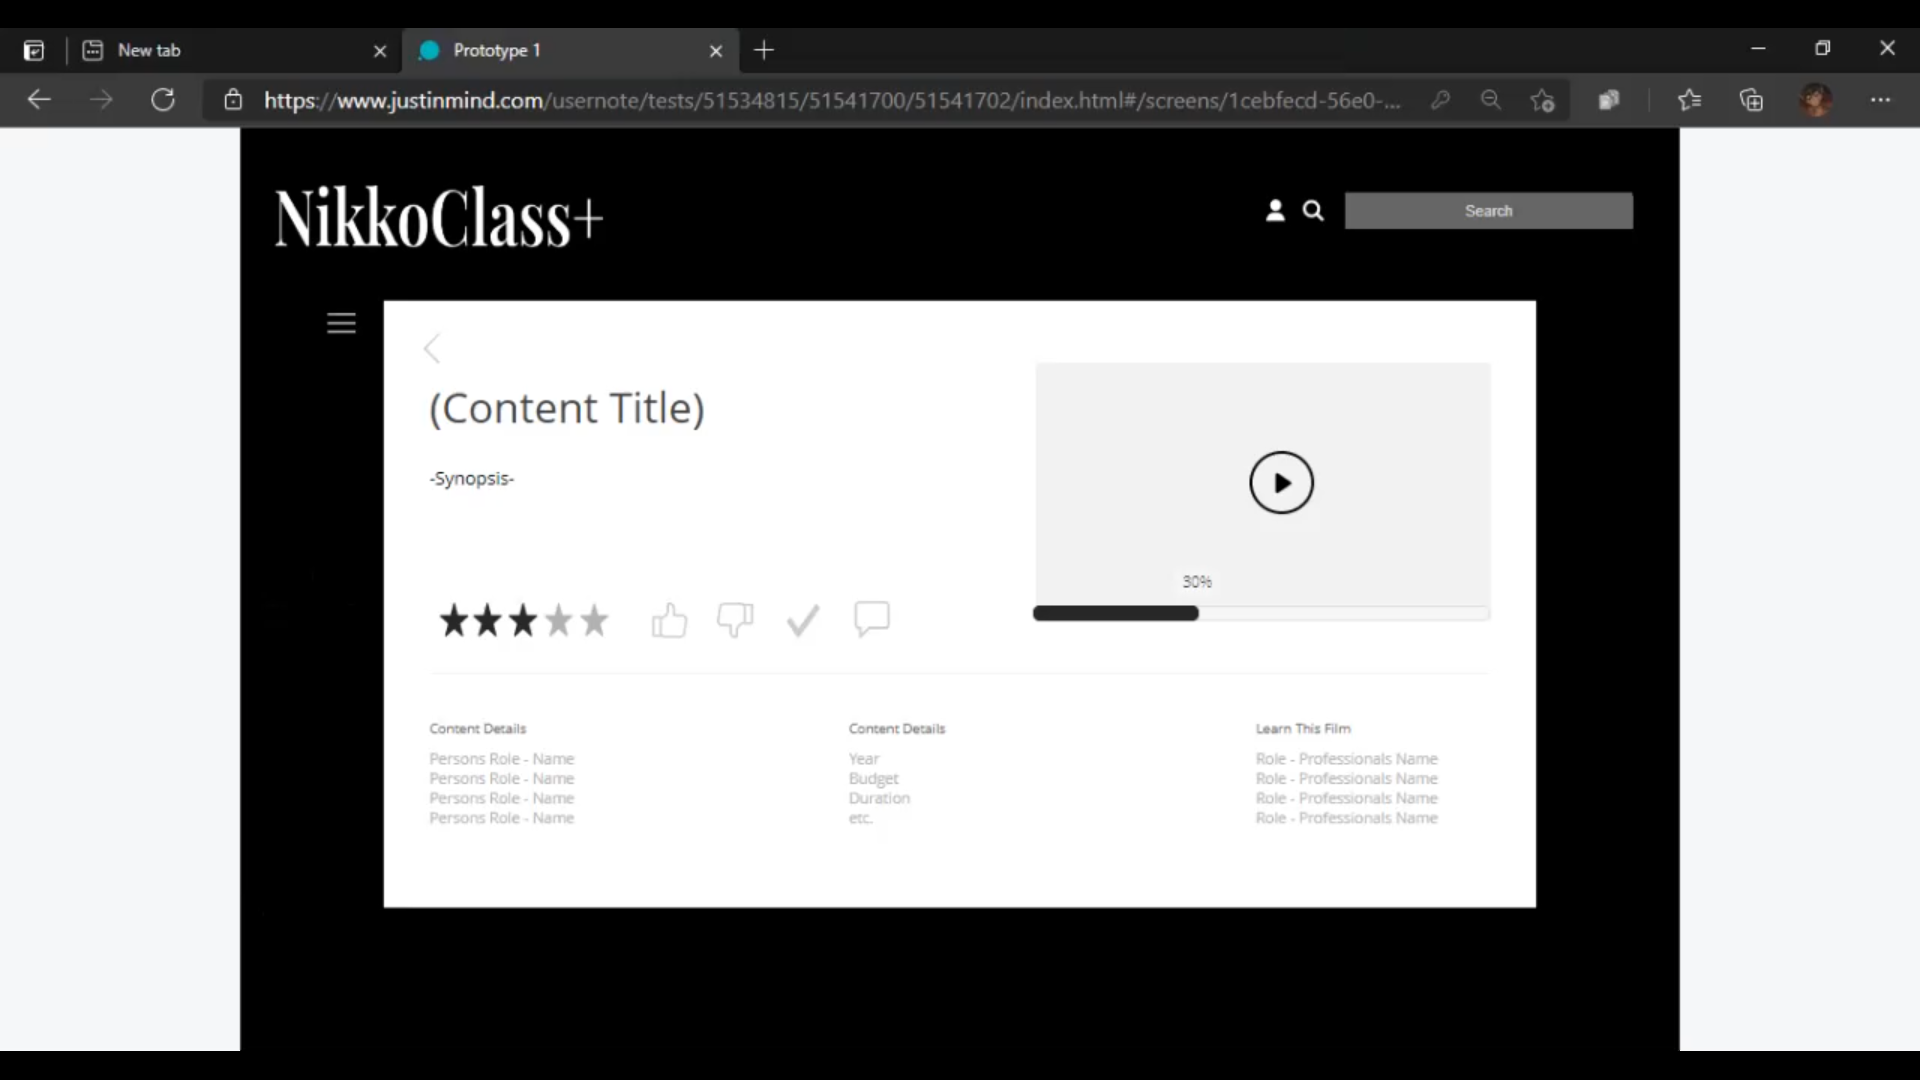 New tab
Prototype 1
https://www.justinmind.com/usernote/tests/51534815/51541700/51541702/index.html#/screens/1cebfecd-56e0-...
NikkoClass+
Search
(Content Title)
-Synopsis-
30%
Content Details
Persons Role - Name
Persons Role - Name
Persons Role - Name
Persons Role - Name
Content Details
Year
Budget
Duration
etc.
Learn This Film
Role - Professionals Name
Role - Professionals Name
Role - Professionals Name
Role - Professionals Name